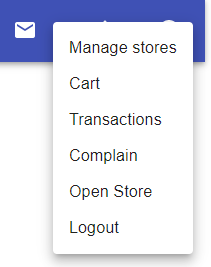 Manage stores
Cart
Transactions
Complain
Open Store
Logout